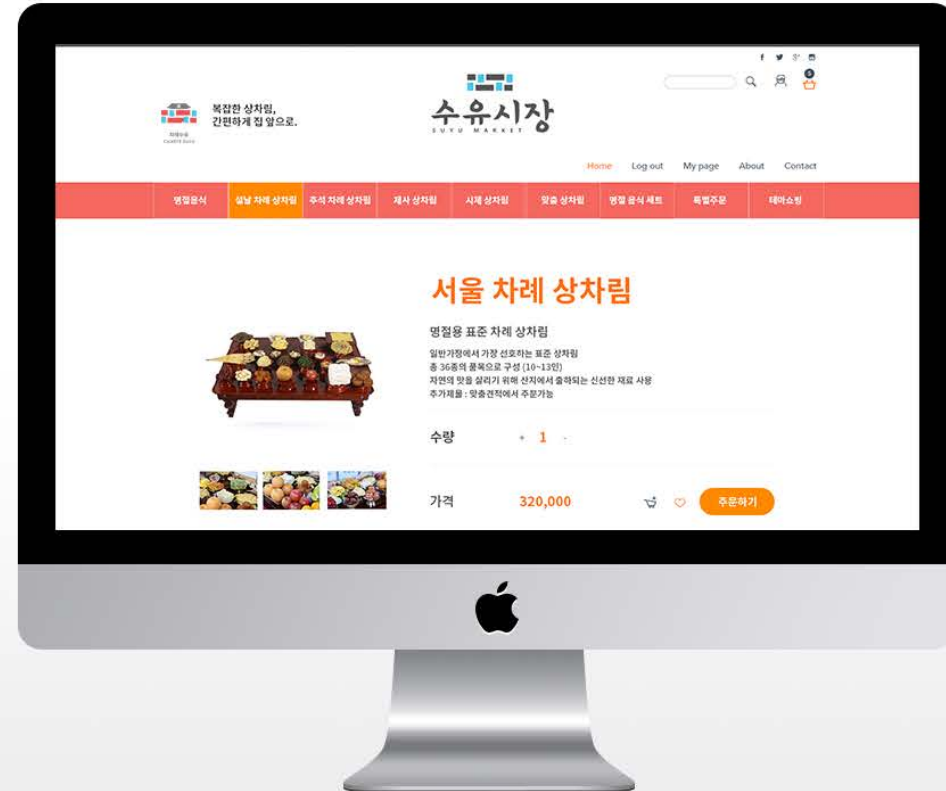 f
g+
복잡한 상차림,
간편하게 집 앞으로.
차례수유
수유시장
SUYU MARKET
0
Home Log out My page About Contact
명절음식 설날 차례 상차림 추석 차례 상차림 제사 상차림 시제 상차림 맞춤 상차림 명절 음식 세트 특별주문 테마쇼핑
서울 차례 상차림
명절용 표준 차례 상차림
일반가정에서 가장 선호하는 표준 상차림
총 36종의 품목으로 구성 (10~13인)
자연의 맛을 살리기 위해 산지에서 출하되는 신선한 재료 사용
추가제물 : 맞춤견적에서 주문가능
수량 + 1 -
가격 320,000 주문하기